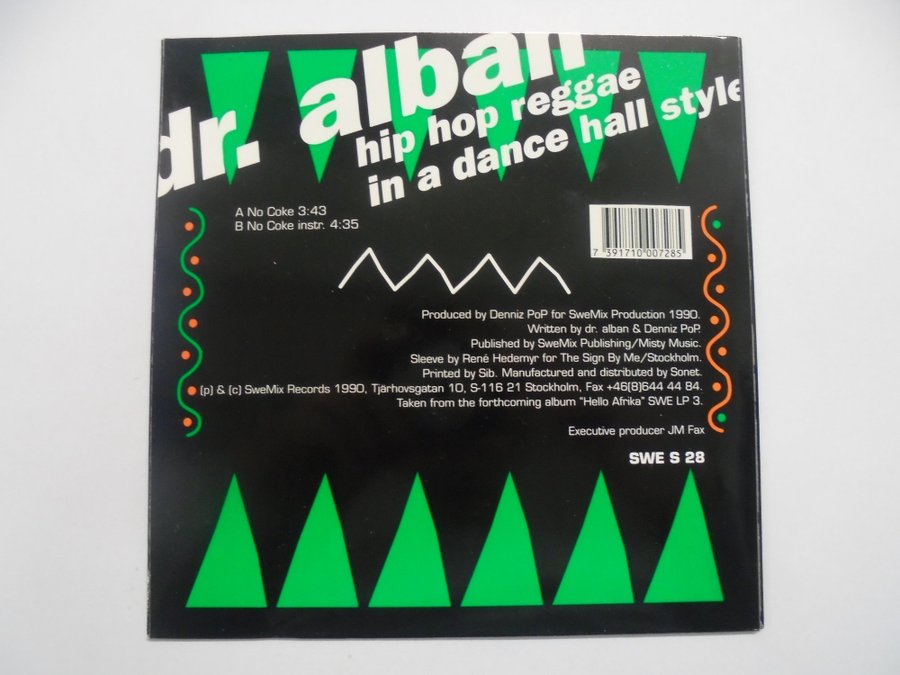 dr. alban
hip hop reggae
in a dance hall style
A No Coke 3:43
B No Coke instr. 4:35
7 391710 007285
Produced by Denniz PoP for SweMix Production 1990.
Written by dr. alban & Denniz PoP.
Published by SweMix Publishing/Misty Music.
Sleeve by René Hedemyr for The Sign By Me/Stockholm.
Printed by Sib. Manufactured and distributed by Sonet.
(p) & (c) SweMix Records 1990, Tjärhovsgatan 10, S-116 21 Stockholm, Fax +46(8)644 44 84.
Taken from the forthcoming album "Hello Afrika" SWE LP 3.
Executive producer JM Fax
SWE S 28